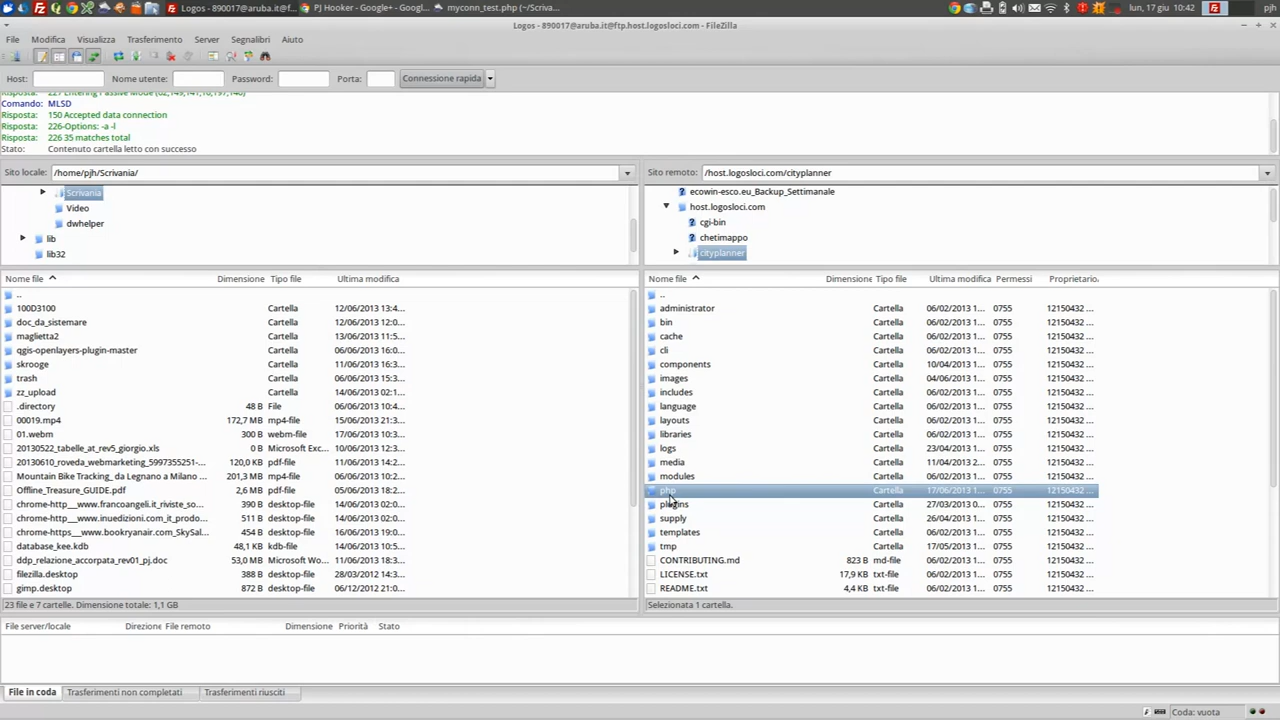 Logos - 890017@aruba.it@f...
PJ Hooker - Google+ - Googl...
myconn_test.php (~/Scriva...
lun, 17 giu 10:42
pjh
Logos - 890017@aruba.it@ftp.host.logosloci.com - FileZilla
File Modifica Visualizza Trasferimento Server Segnalibri Aiuto
Host: Nome utente: Password: Porta: Connessione rapida
Risposta: 227 Entering Passive Mode
Comando: MLSD
Risposta: 150 Accepted data connection
Risposta: 226-Options: -a -l
Risposta: 226 35 matches total
Stato: Contenuto cartella letto con successo
Sito locale: /home/pjh/Scrivania/
Scrivania
Video
dwhelper
lib
lib32
Sito remoto: /host.logosloci.com/cityplanner
ecowin-esco.eu_Backup_Settimanale
host.logosloci.com
cgi-bin
chetimappo
cityplanner
Nome file Dimensione Tipo file Ultima modifica
..
100D3100 Cartella 12/06/2013 13:4...
doc_da_sistemare Cartella 12/06/2013 12:0...
maglietta2 Cartella 13/06/2013 11:5...
qgis-openlayers-plugin-master Cartella 06/06/2013 16:0...
skrooge Cartella 11/06/2013 16:3...
trash Cartella 06/06/2013 15:3...
zz_upload Cartella 14/06/2013 02:1...
.directory 48 B File 06/06/2013 10:4...
00019.mp4 172,7 MB mp4-file 15/06/2013 21:3...
01.webm 300 B webm-file 17/06/2013 10:3...
20130522_tabelle_at_rev5_giorgio.xls 0 B Microsoft Exc... 10/06/2013 12:3...
20130610_roveda_webmarketing_5997355251-... 120,0 KB pdf-file 11/06/2013 14:2...
Mountain Bike Tracking_ da Legnano a Milano ... 201,3 MB mp4-file 06/06/2013 11:5...
Offline_Treasure_GUIDE.pdf 2,6 MB pdf-file 05/06/2013 18:2...
chrome-http__www.francoangeli.it_riviste_so... 390 B desktop-file 14/06/2013 02:0...
chrome-http__www.inuedizioni.com_it_prodo... 511 B desktop-file 14/06/2013 02:0...
chrome-https__www.bookryanair.com_SkySal... 454 B desktop-file 16/06/2013 19:0...
database_kee.kdb 48,1 KB kdb-file 14/06/2013 10:5...
ddp_relazione_accorpata_rev01_pj.doc 53,0 MB Microsoft Wo... 11/06/2013 18:3...
filezilla.desktop 388 B desktop-file 28/03/2012 14:3...
gimp.desktop 872 B desktop-file 06/12/2012 21:0...
23 file e 7 cartelle. Dimensione totale: 1,1 GB
Nome file Dimensione Tipo file Ultima modifica Permessi Proprietario
..
administrator Cartella 06/02/2013 1... 0755 12150432 ...
bin Cartella 06/02/2013 1... 0755 12150432 ...
cache Cartella 06/02/2013 1... 0755 12150432 ...
cli Cartella 06/02/2013 1... 0755 12150432 ...
components Cartella 10/04/2013 1... 0755 12150432 ...
images Cartella 04/06/2013 1... 0755 12150432 ...
includes Cartella 06/02/2013 1... 0755 12150432 ...
language Cartella 06/02/2013 1... 0755 12150432 ...
layouts Cartella 06/02/2013 1... 0755 12150432 ...
libraries Cartella 06/02/2013 1... 0755 12150432 ...
logs Cartella 23/04/2013 1... 0755 12150432 ...
media Cartella 11/04/2013 2... 0755 12150432 ...
modules Cartella 06/02/2013 1... 0755 12150432 ...
php Cartella 17/06/2013 1... 0755 12150432 ...
plugins Cartella 27/03/2013 0... 0755 12150432 ...
supply Cartella 26/04/2013 1... 0755 12150432 ...
templates Cartella 06/02/2013 1... 0755 12150432 ...
tmp Cartella 17/05/2013 1... 0755 12150432 ...
CONTRIBUTING.md 823 B md-file 06/02/2013 1... 0755 12150432 ...
LICENSE.txt 17,9 KB txt-file 06/02/2013 1... 0755 12150432 ...
README.txt 4,4 KB txt-file 06/02/2013 1... 0755 12150432 ...
Selezionata 1 cartella.
File server/locale Direzione File remoto Dimensione Priorità Stato
File in coda Trasferimenti non completati Trasferimenti riusciti
Coda: vuota